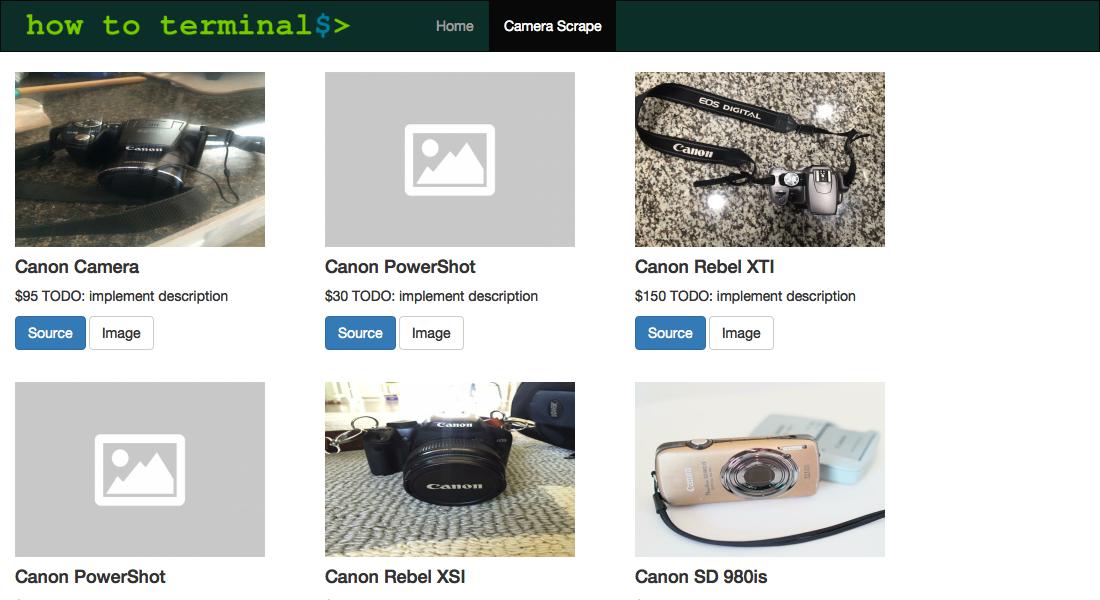 how to terminal$>
Home
Camera Scrape
Canon
EOS DIGITAL
Canon
Canon Camera
Canon PowerShot
Canon Rebel XTI
$95 TODO: implement description
$30 TODO: implement description
$150 TODO: implement description
Source
Image
Source
Image
Source
Image
Canon
Canon
Canon
Canon PowerShot
Canon Rebel XSI
Canon SD 980is